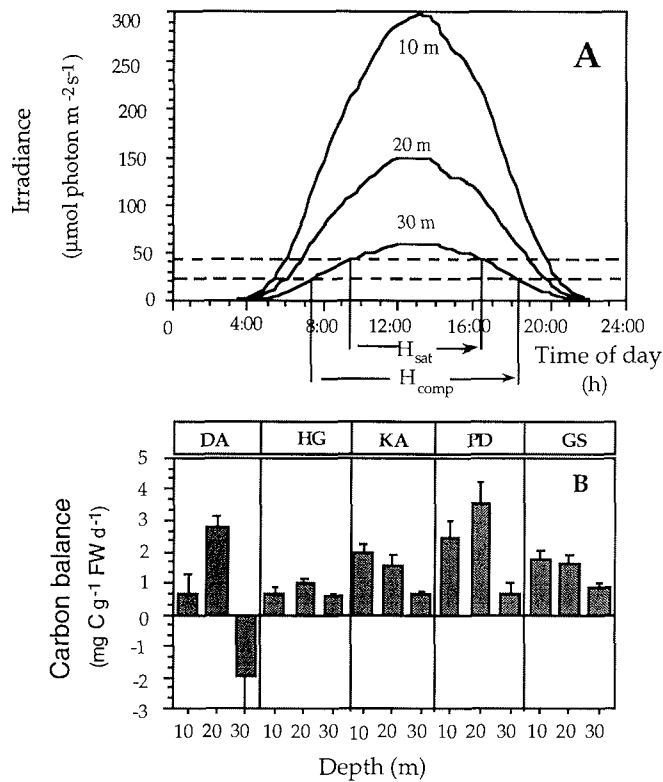 A
Irradiance
(µmol photon m -2s-1)
300
250
200
150
100
50
0
10 m
20 m
30 m
0 4:00 8:00 12:00 16:00 20:00 24:00
Hsat
Hcomp
Time of day
(h)
DA HG KA PD GS
B
Carbon balance
(mg C g-1 FW d-1)
5
4
3
2
1
0
-1
-2
-3
10 20 30 10 20 30 10 20 30 10 20 30 10 20 30
Depth (m)